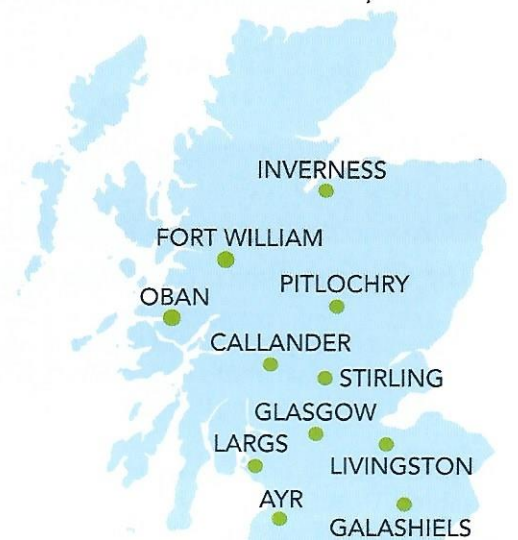 INVERNESS
FORT WILLIAM
PITLOCHRY
OBAN
CALLANDER
STIRLING
GLASGOW
LARGS
LIVINGSTON
AYR
GALASHIELS